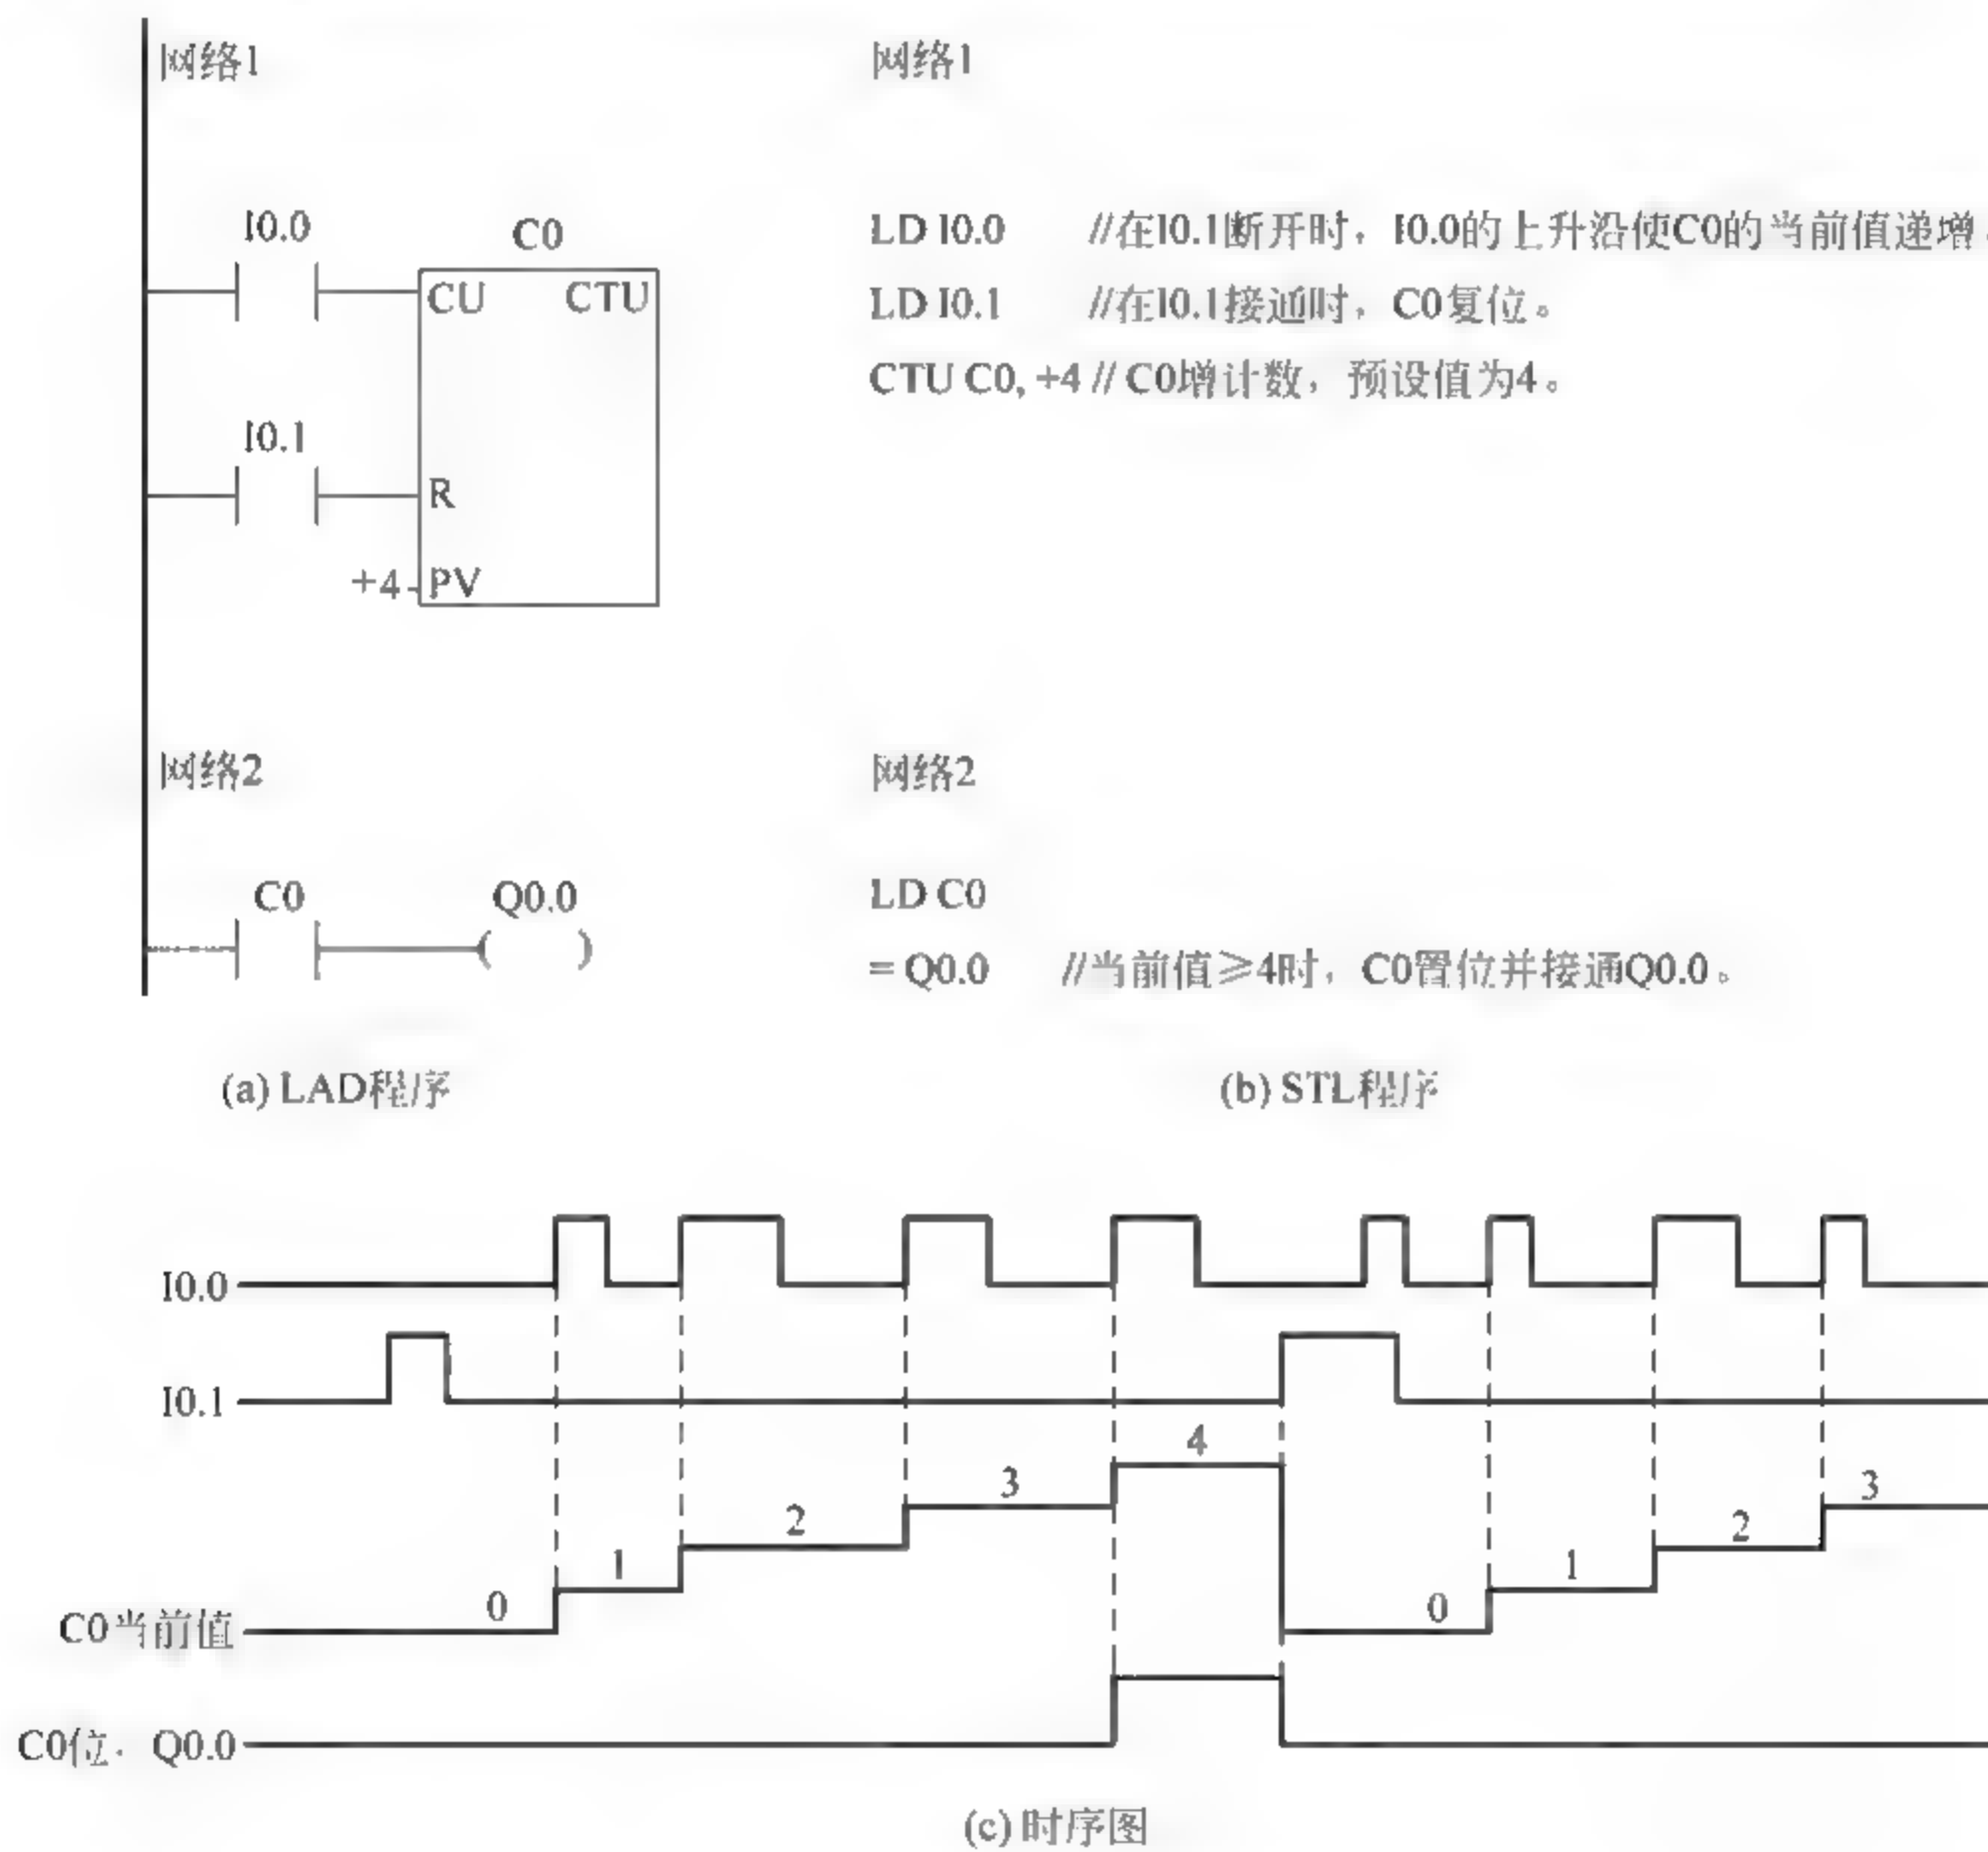 网络1
I0.0
C0
CU CTU
I0.1
R
+4 PV
网络2
C0 Q0.0
( )
(a) LAD程序
网络1
LD I0.0 //在I0.1断开时，I0.0的上升沿使C0的当前值递增。
LD I0.1 //在I0.1接通时，C0复位。
CTU C0, +4 // C0增计数，预设值为4。
网络2
LD C0
= Q0.0 //当前值≥4时，C0置位并接通Q0.0。
(b) STL程序
I0.0
I0.1
C0当前值 0 1 2 3 4 0 1 2 3
C0位，Q0.0
(c) 时序图